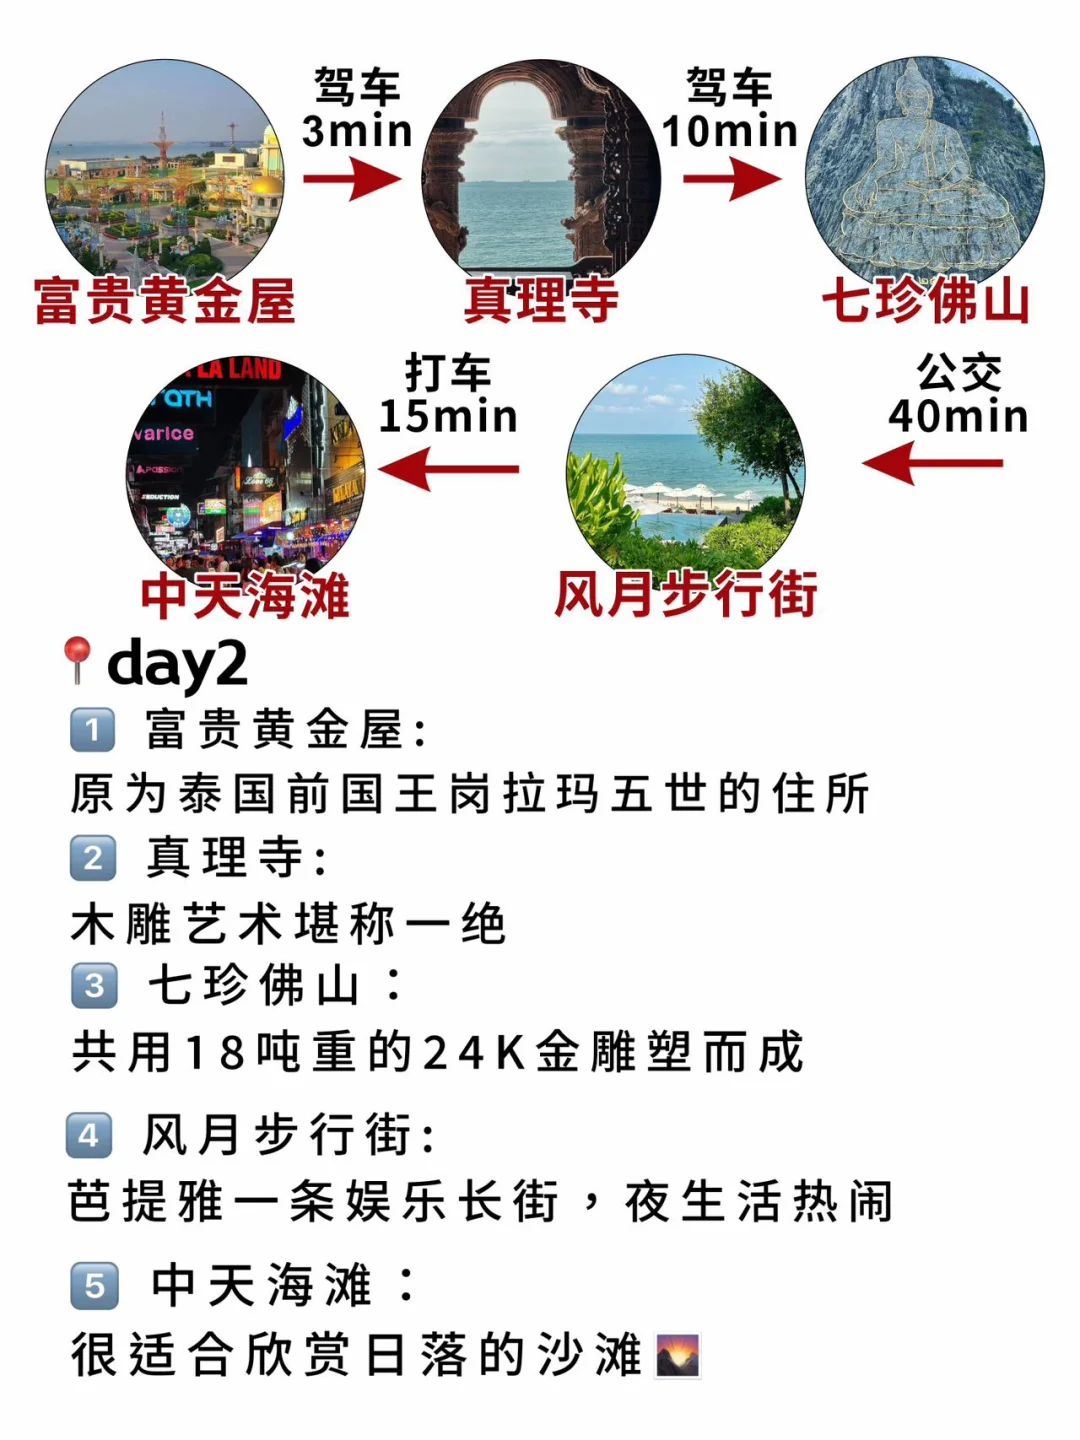 驾车
3min
驾车
10min
富贵黄金屋
真理寺
七珍佛山
LA LAND
varice
PASSION
SEDUCTION
打车
15min
公交
40min
中天海滩
风月步行街
day2
1 富贵黄金屋:
原为泰国前国王岗拉玛五世的住所
2 真理寺:
木雕艺术堪称一绝
3 七珍佛山：
共用18吨重的24K金雕塑而成
4 风月步行街:
芭提雅一条娱乐长街，夜生活热闹
5 中天海滩：
很适合欣赏日落的沙滩